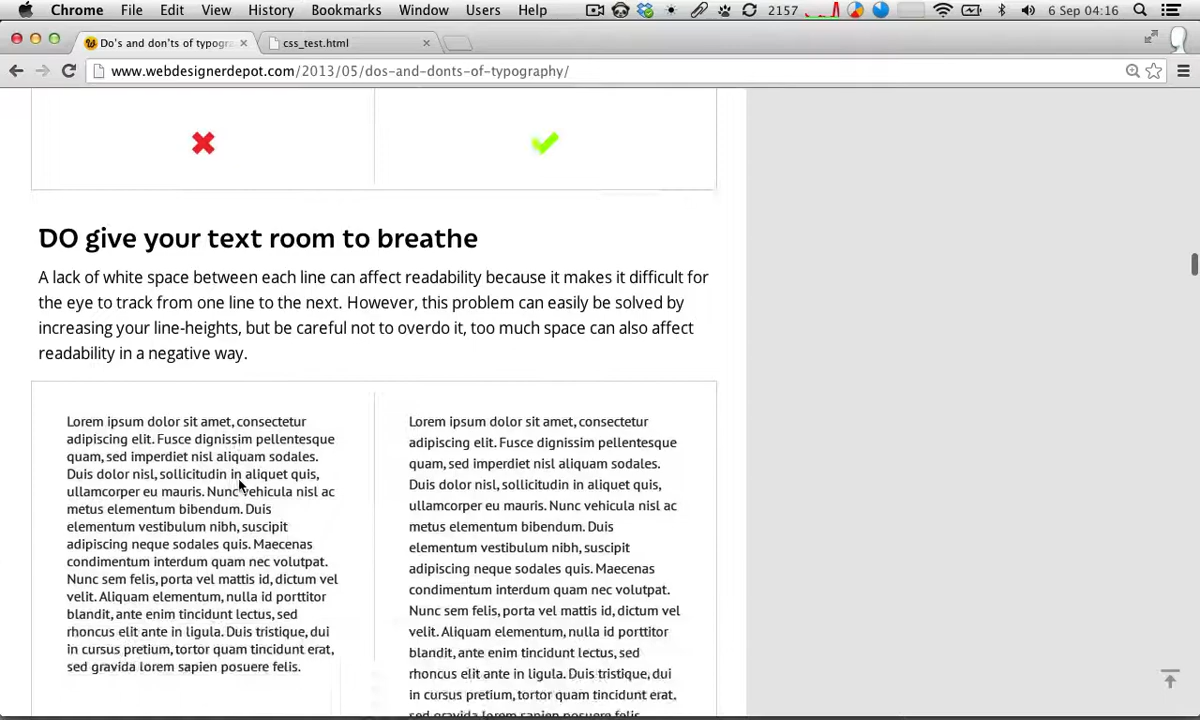 Chrome File Edit View History Bookmarks Window Users Help 2157 6 Sep 04:16
Do's and don'ts of typogra css_test.html
www.webdesignerdepot.com/2013/05/dos-and-donts-of-typography/
DO give your text room to breathe
A lack of white space between each line can affect readability because it makes it difficult for
the eye to track from one line to the next. However, this problem can easily be solved by
increasing your line-heights, but be careful not to overdo it, too much space can also affect
readability in a negative way.
Lorem ipsum dolor sit amet, consectetur
adipiscing elit. Fusce dignissim pellentesque
quam, sed imperdiet nisl aliquam sodales.
Duis dolor nisl, sollicitudin in aliquet quis,
ullamcorper eu mauris. Nunc vehicula nisl ac
metus elementum bibendum. Duis
elementum vestibulum nibh, suscipit
adipiscing neque sodales quis. Maecenas
condimentum interdum quam nec volutpat.
Nunc sem felis, porta vel mattis id, dictum vel
velit. Aliquam elementum, nulla id porttitor
blandit, ante enim tincidunt lectus, sed
rhoncus elit ante in ligula. Duis tristique, dui
in cursus pretium, tortor quam tincidunt erat,
sed gravida lorem sapien posuere felis.
Lorem ipsum dolor sit amet, consectetur
adipiscing elit. Fusce dignissim pellentesque
quam, sed imperdiet nisl aliquam sodales.
Duis dolor nisl, sollicitudin in aliquet quis,
ullamcorper eu mauris. Nunc vehicula nisl ac
metus elementum bibendum. Duis
elementum vestibulum nibh, suscipit
adipiscing neque sodales quis. Maecenas
condimentum interdum quam nec volutpat.
Nunc sem felis, porta vel mattis id, dictum vel
velit. Aliquam elementum, nulla id porttitor
blandit, ante enim tincidunt lectus, sed
rhoncus elit ante in ligula. Duis tristique, dui
in cursus pretium, tortor quam tincidunt erat,
sed gravida lorem sapien posuere felis.